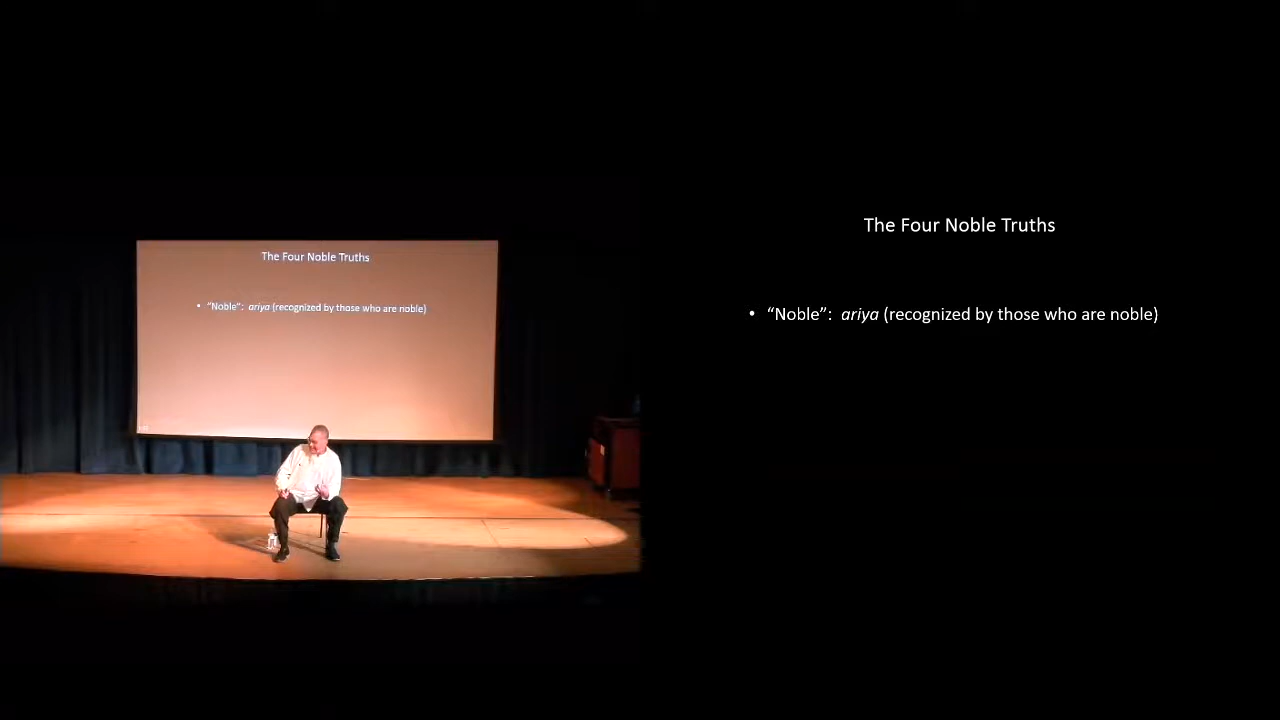 The Four Noble Truths
• “Noble”: ariya (recognized by those who are noble)
The Four Noble Truths
• “Noble”: ariya (recognized by those who are noble)